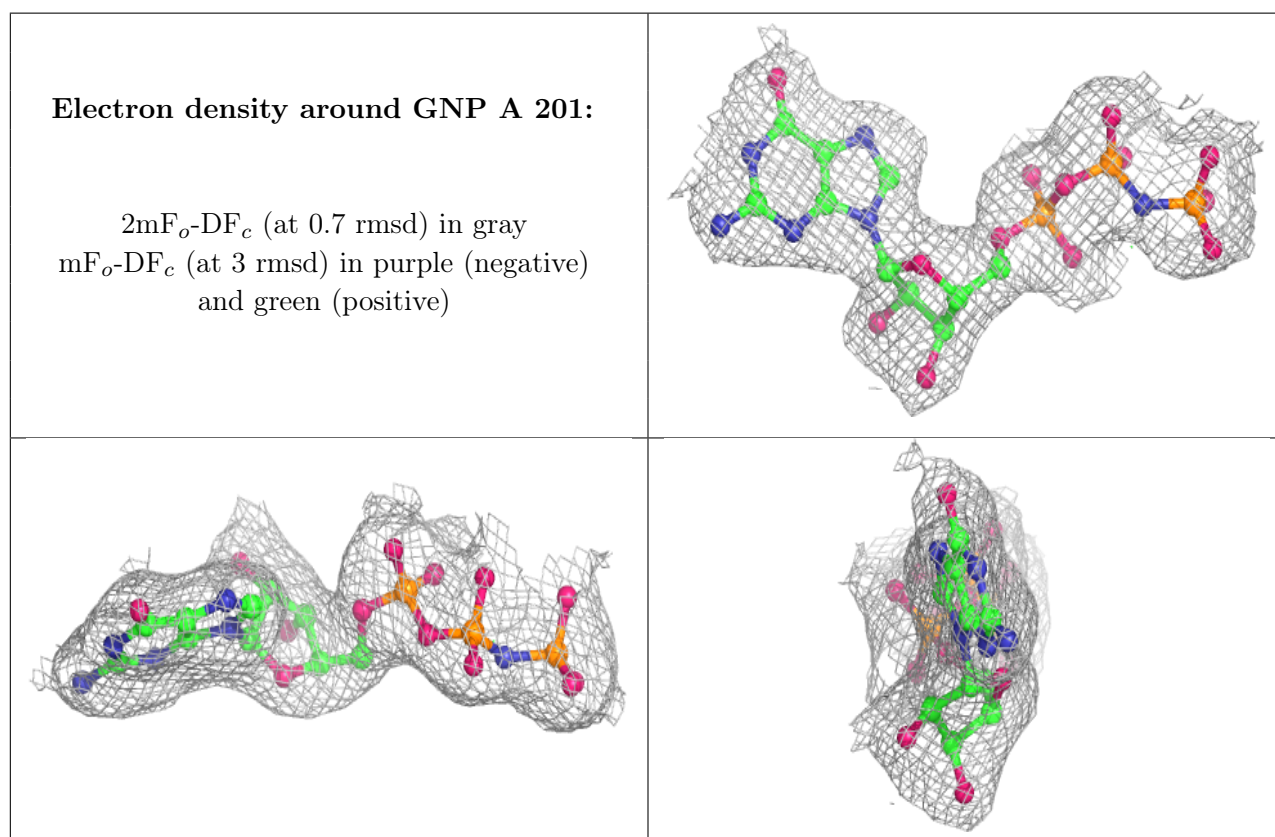 Electron density around GNP A 201:
2mFo-DFc (at 0.7 rmsd) in gray
mFo-DFc (at 3 rmsd) in purple (negative)
and green (positive)